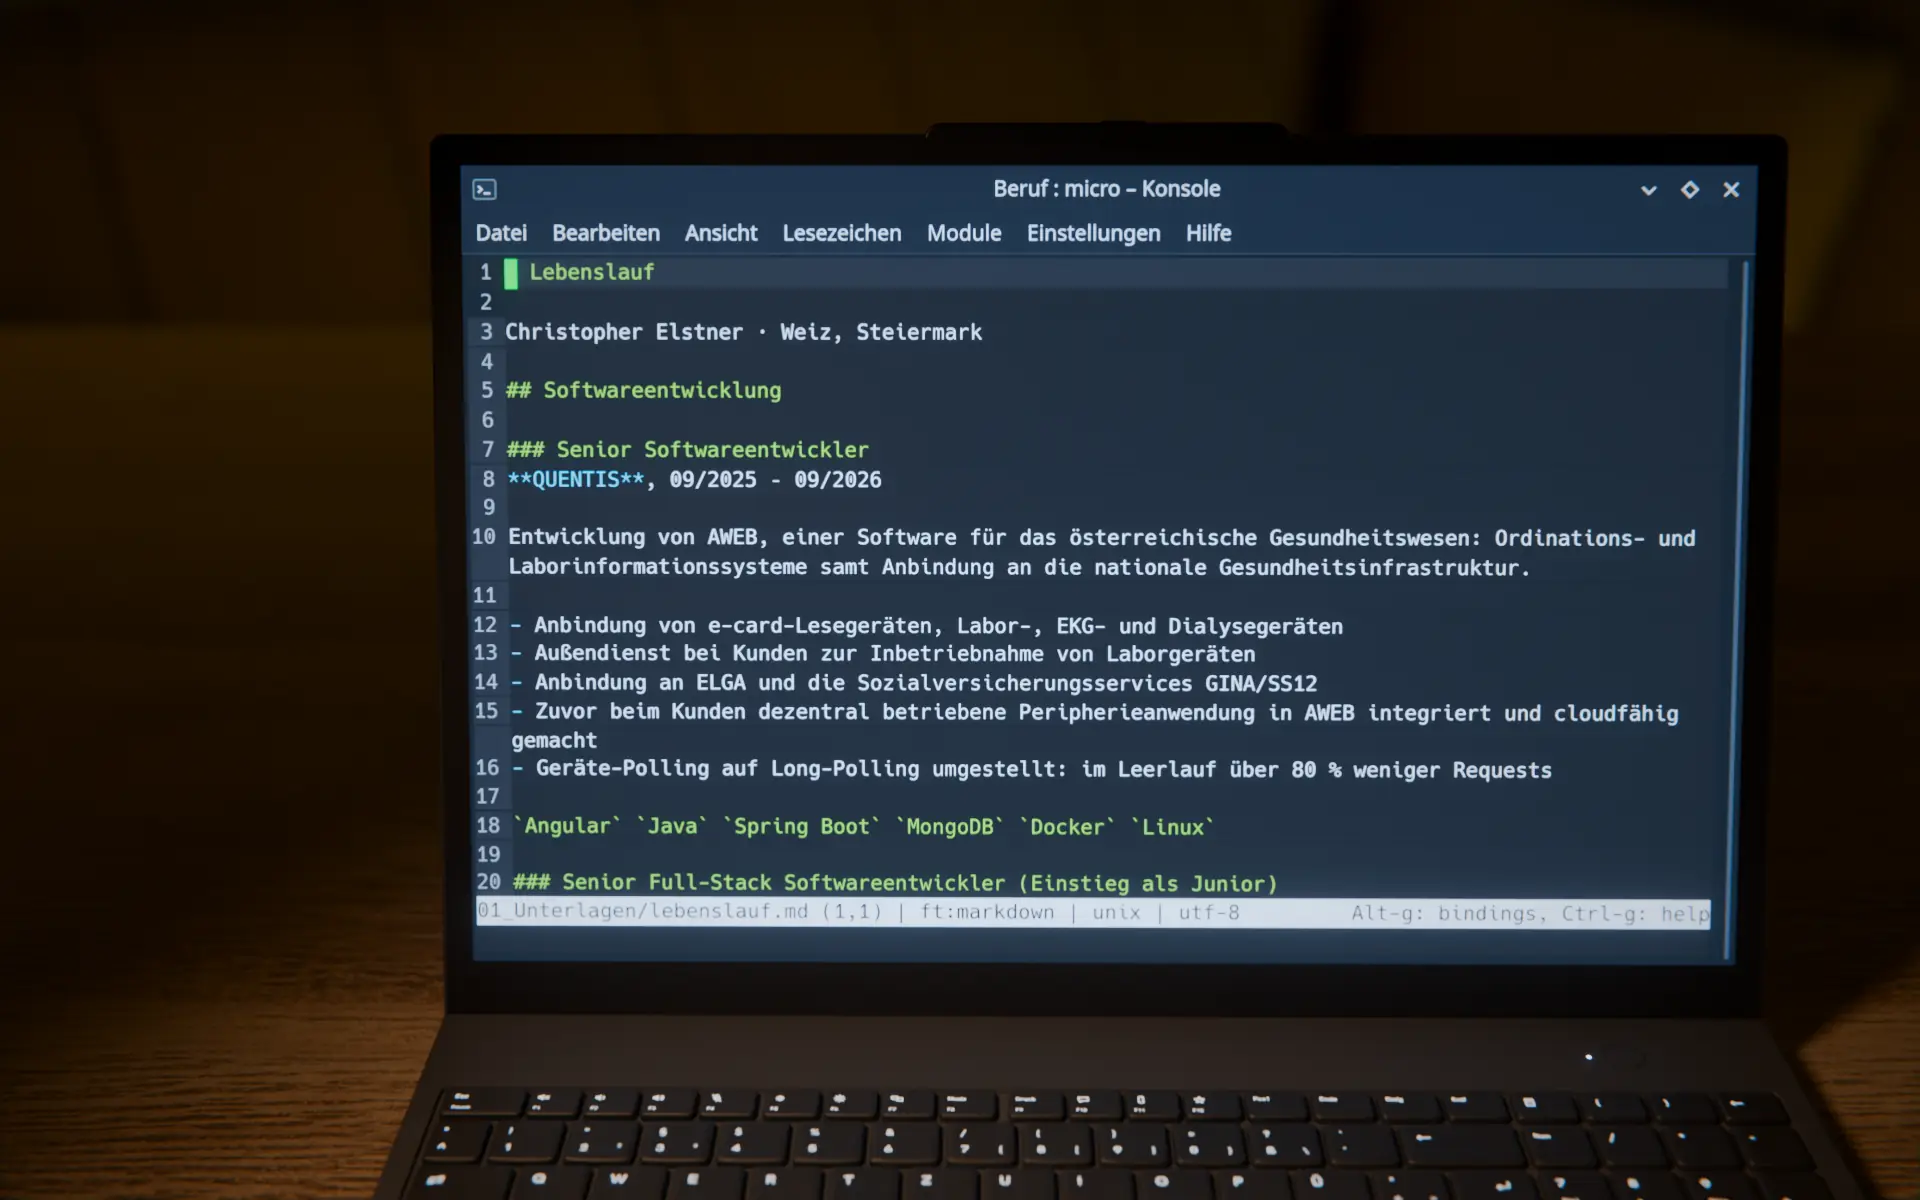 Beruf : micro – Konsole
Datei Bearbeiten Ansicht Lesezeichen Module Einstellungen Hilfe
1 Lebenslauf
2
3 Christopher Elstner · Weiz, Steiermark
4
5 ## Softwareentwicklung
6
7 ### Senior Softwareentwickler
8 **QUENTIS**, 09/2025 - 09/2026
9
10 Entwicklung von AWEB, einer Software für das österreichische Gesundheitswesen: Ordinations- und
Laborinformationssysteme samt Anbindung an die nationale Gesundheitsinfrastruktur.
11
12 - Anbindung von e-card-Lesegeräten, Labor-, EKG- und Dialysegeräten
13 - Außendienst bei Kunden zur Inbetriebnahme von Laborgeräten
14 - Anbindung an ELGA und die Sozialversicherungsservices GINA/SS12
15 - Zuvor beim Kunden dezentral betriebene Peripherieanwendung in AWEB integriert und cloudfähig
gemacht
16 - Geräte-Polling auf Long-Polling umgestellt: im Leerlauf über 80 % weniger Requests
17
18 `Angular` `Java` `Spring Boot` `MongoDB` `Docker` `Linux`
19
20 ### Senior Full-Stack Softwareentwickler (Einstieg als Junior)
01_Unterlagen/lebenslauf.md (1,1) | ft:markdown | unix | utf-8 Alt-g: bindings, Ctrl-g: help
Q W E R T Z U I O P Ü